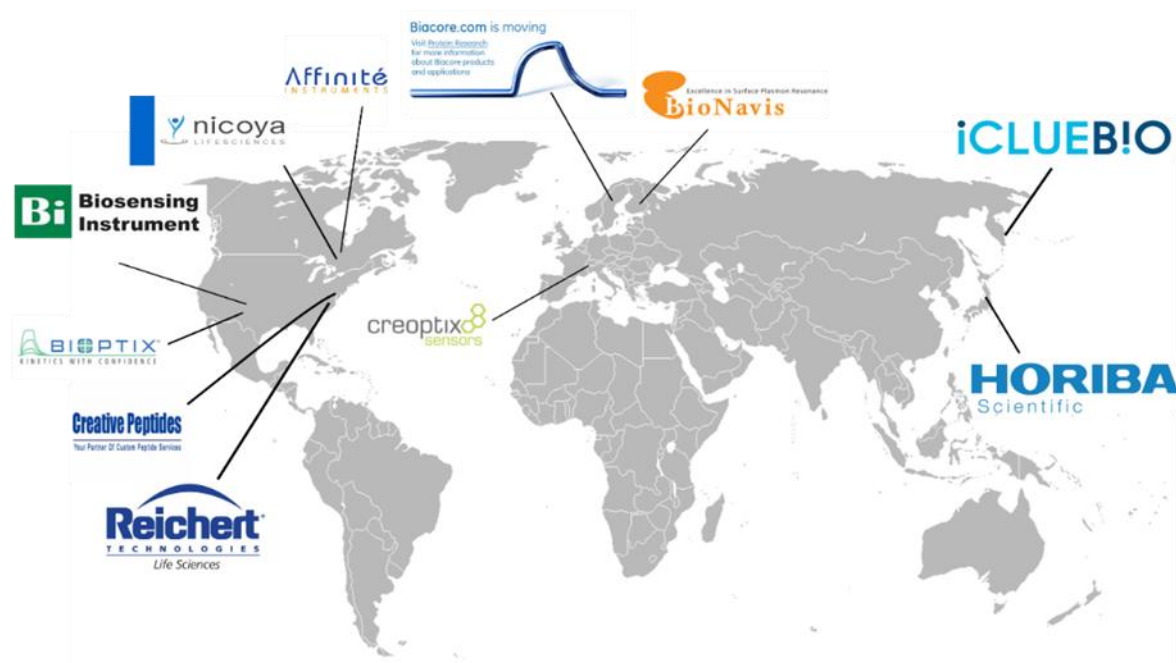 Biacore.com is moving
Visit Protein Research
for more information
about Biacore products
and applications
Affinité
INSTRUMENTS
Excellence in Surface Plasmon Resonance
BioNavis
nicoya
LIFESCIENCES
iCLUEB!O
Bi
Biosensing
Instrument
creoptix
sensors
BIOPTIX
KINETICS WITH CONFIDENCE
HORIBA
Scientific
Creative Peptides
Your Partner Of Custom Peptide Services
Reichert
TECHNOLOGIES
Life Sciences